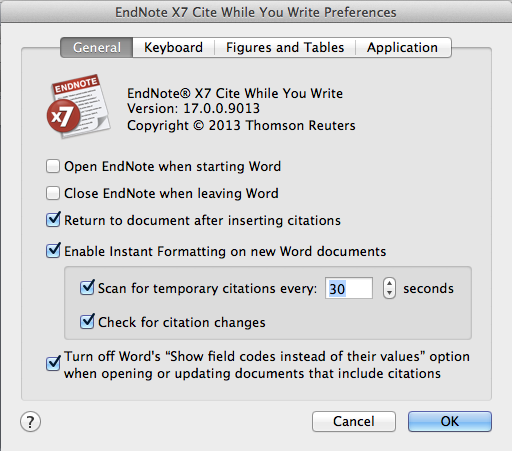 EndNote X7 Cite While You Write Preferences
General Keyboard Figures and Tables Application
ENDNOTE
x7
EndNote® X7 Cite While You Write
Version: 17.0.0.9013
Copyright © 2013 Thomson Reuters
Open EndNote when starting Word
Close EndNote when leaving Word
Return to document after inserting citations
Enable Instant Formatting on new Word documents
Scan for temporary citations every: 30 seconds
Check for citation changes
Turn off Word's “Show field codes instead of their values” option
when opening or updating documents that include citations
? Cancel OK